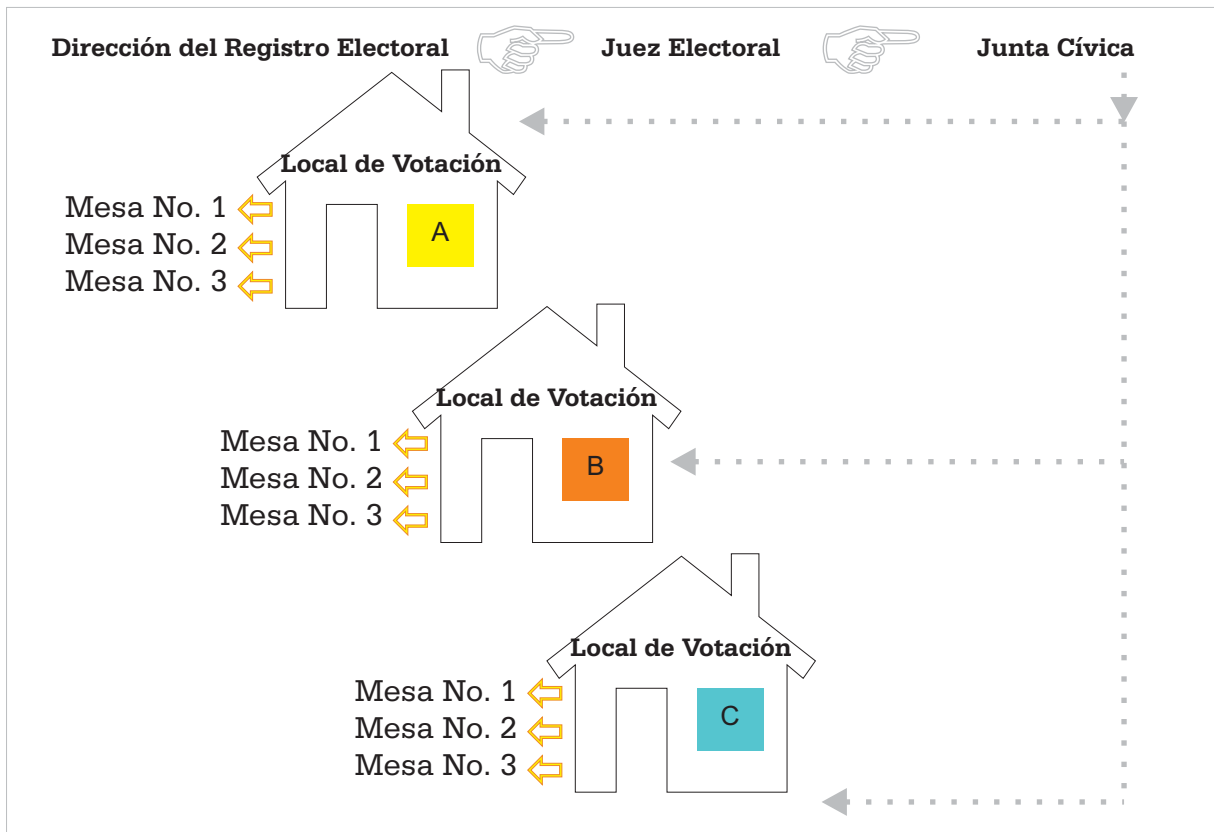 Dirección del Registro Electoral Juez Electoral Junta Cívica
Local de Votación
Mesa No. 1
Mesa No. 2
Mesa No. 3
A
Local de Votación
Mesa No. 1
Mesa No. 2
Mesa No. 3
B
Local de Votación
Mesa No. 1
Mesa No. 2
Mesa No. 3
C